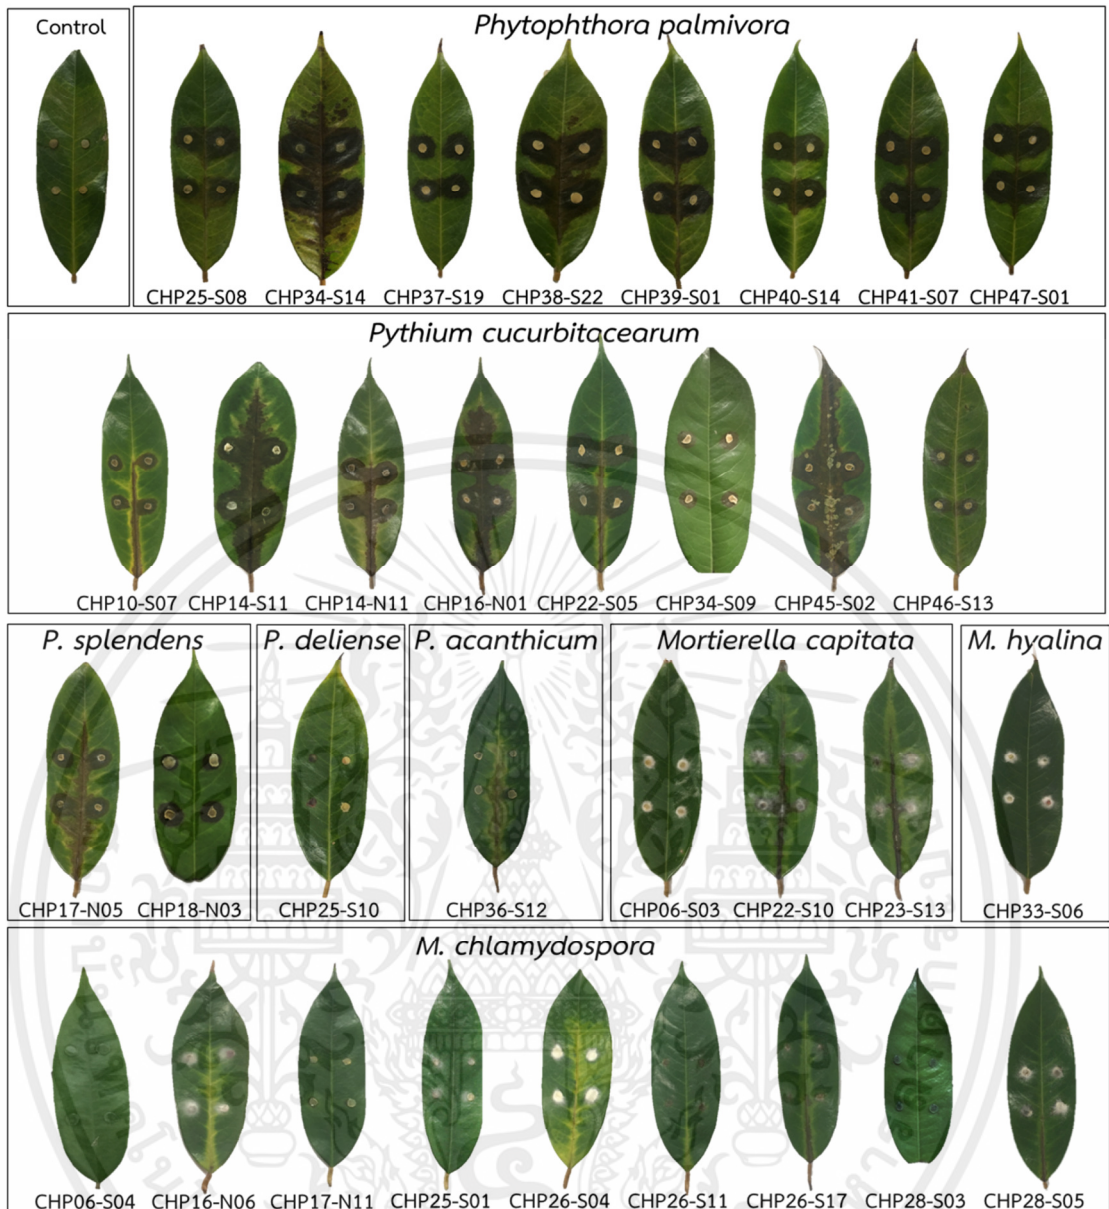 Control
Phytophthora palmivora
CHP25-S08 CHP34-S14 CHP37-S19 CHP38-S22 CHP39-S01 CHP40-S14 CHP41-S07 CHP47-S01
Pythium cucurbitacearum
CHP10-S07 CHP14-S11 CHP14-N11 CHP16-N01 CHP22-S05 CHP34-S09 CHP45-S02 CHP46-S13
P. splendens P. deliense P. acanthicum Mortierella capitata M. hyalina
CHP17-N05 CHP18-N03 CHP25-S10 CHP36-S12 CHP06-S03 CHP22-S10 CHP23-S13 CHP33-S06
M. chlamydospora
CHP06-S04 CHP16-N06 CHP17-N11 CHP25-S01 CHP26-S04 CHP26-S11 CHP26-S17 CHP28-S03 CHP28-S05